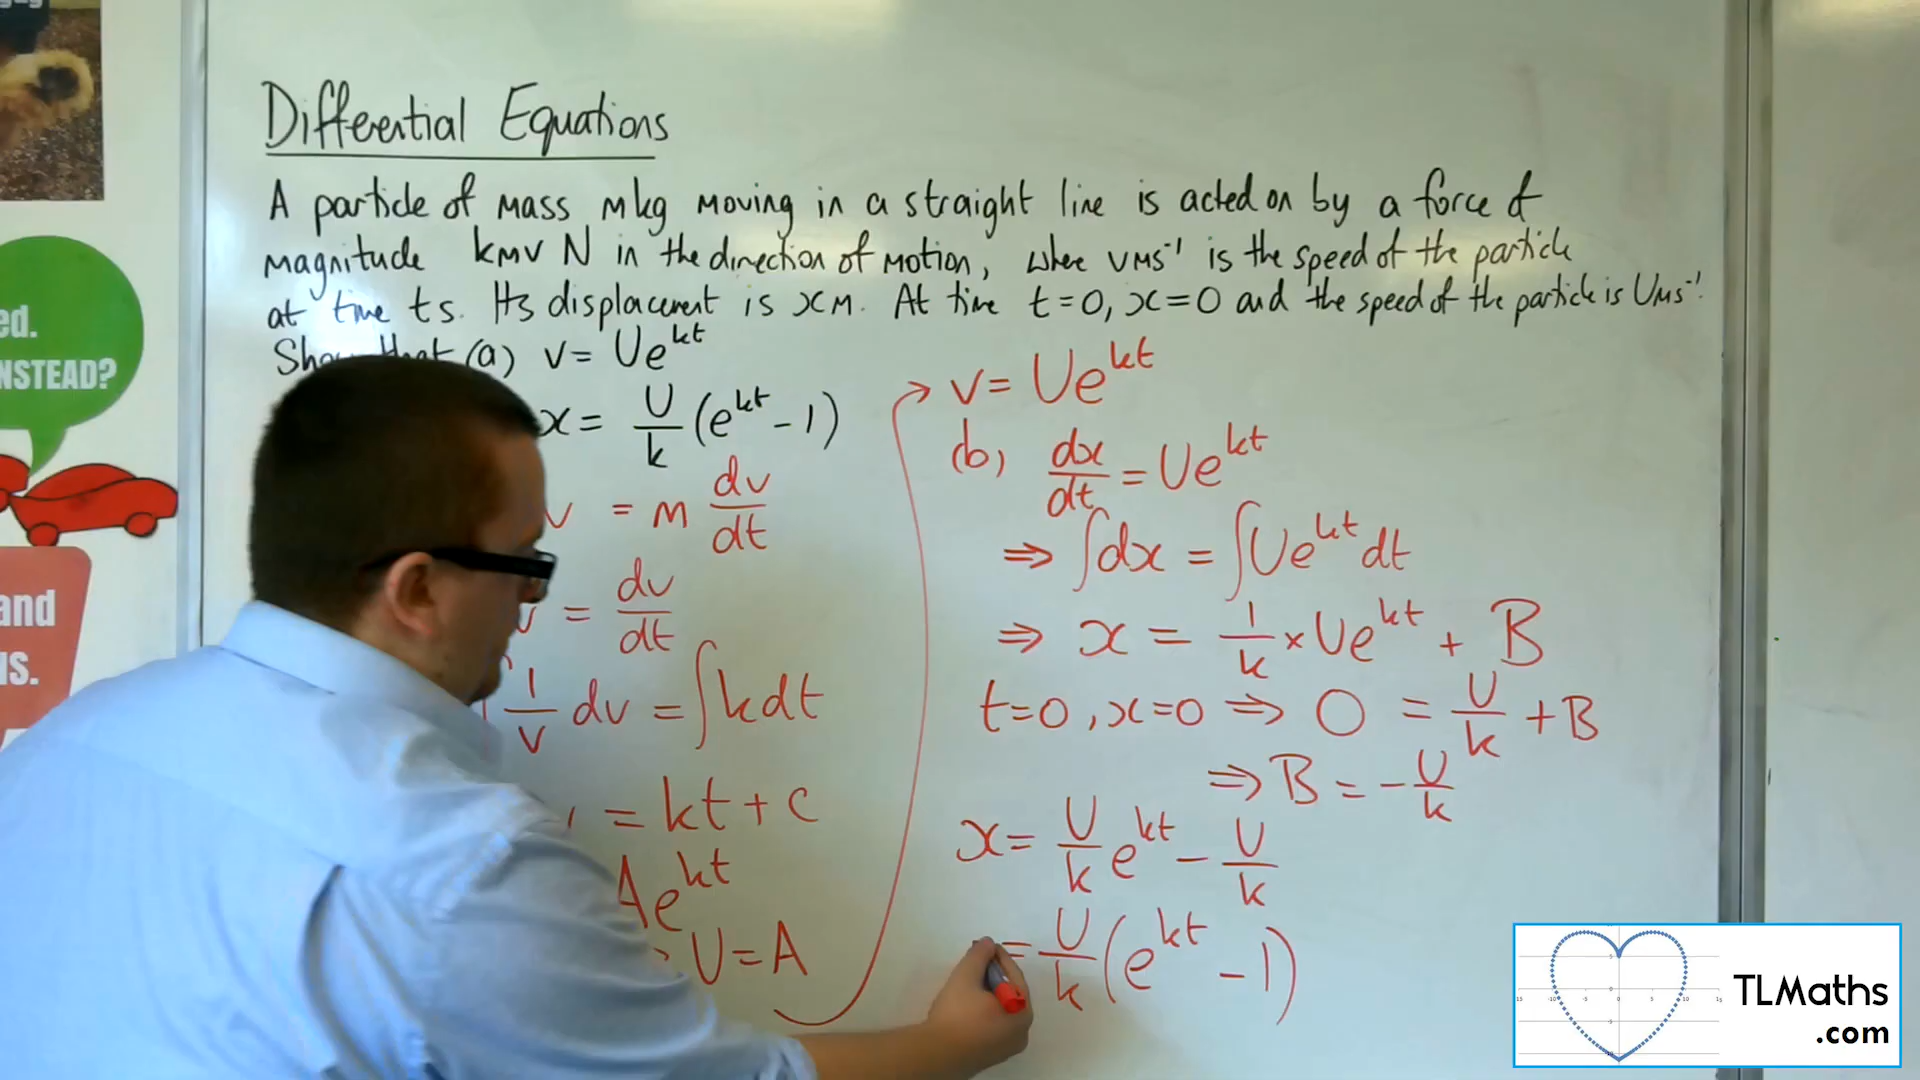 Differential Equations
A particle of mass m kg moving in a straight line is acted on by a force of
magnitude kmv N in the direction of motion, where v ms⁻¹ is the speed of the particle
at time t s. Its displacement is x m. At time t=0, x=0 and the speed of the particle is U ms⁻¹.
Show that (a) v= Ue^kt
x= U/k (e^kt - 1)
v = m dv/dt
v = dv/dt
∫ 1/v dv = ∫k dt
= kt + c
Ae^kt
U = A
v= Ue^kt
(b) dx/dt = Ue^kt
⇒ ∫dx = ∫Ue^kt dt
⇒ x = 1/k × Ue^kt + B
t=0, x=0 ⇒ 0 = U/k + B
⇒ B = -U/k
x= U/k e^kt - U/k
= U/k (e^kt - 1)
ed.
NSTEAD?
and
S.
TLMaths
.com